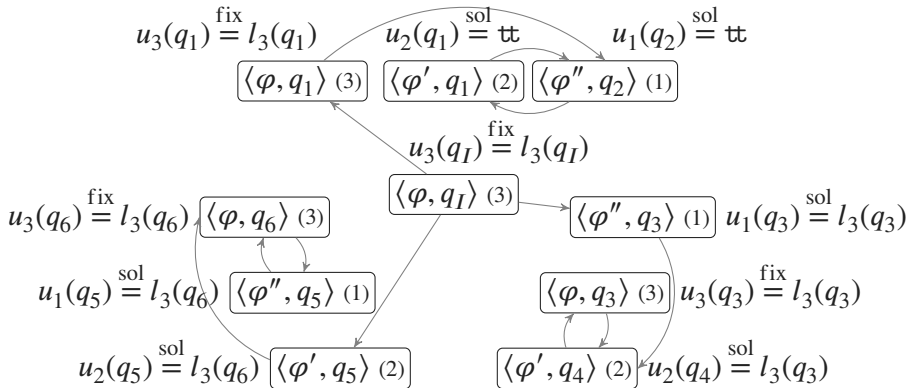 u₃(q₁) fix= l₃(q₁) u₂(q₁) sol= tt u₁(q₂) sol= tt
⟨φ, q₁⟩ (3) ⟨φ′, q₁⟩ (2) ⟨φ″, q₂⟩ (1)
u₃(q_I) fix= l₃(q_I)
⟨φ, q_I⟩ (3)
u₃(q₆) fix= l₃(q₆) ⟨φ, q₆⟩ (3) ⟨φ″, q₃⟩ (1) u₁(q₃) sol= l₃(q₃)
u₁(q₅) sol= l₃(q₆) ⟨φ″, q₅⟩ (1) ⟨φ, q₃⟩ (3) u₃(q₃) fix= l₃(q₃)
u₂(q₅) sol= l₃(q₆) ⟨φ′, q₅⟩ (2) ⟨φ′, q₄⟩ (2) u₂(q₄) sol= l₃(q₃)